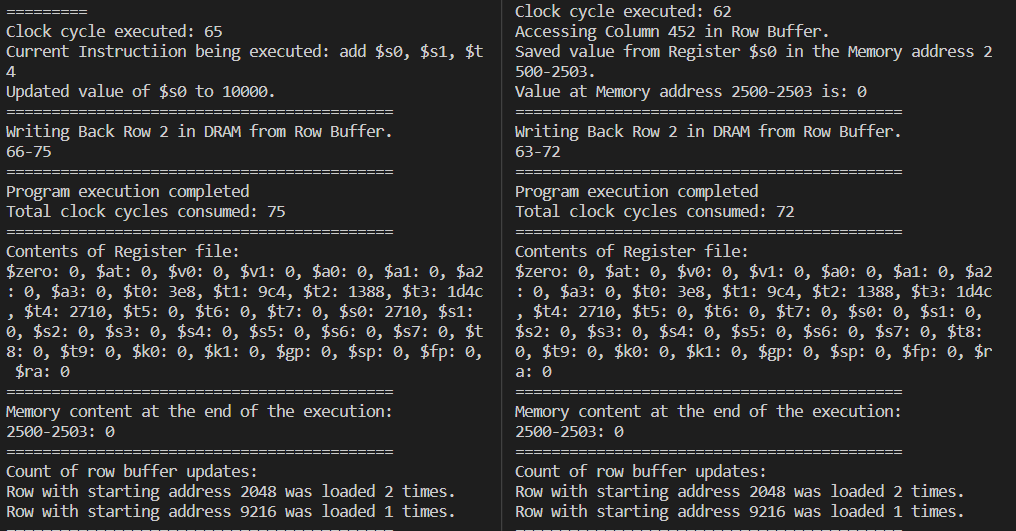 =========
Clock cycle executed: 65
Current Instructiion being executed: add $s0, $s1, $t
4
Updated value of $s0 to 10000.
===========================================
Writing Back Row 2 in DRAM from Row Buffer.
66-75
===========================================
Program execution completed
Total clock cycles consumed: 75
===========================================
Contents of Register file:
$zero: 0, $at: 0, $v0: 0, $v1: 0, $a0: 0, $a1: 0, $a2
: 0, $a3: 0, $t0: 3e8, $t1: 9c4, $t2: 1388, $t3: 1d4c
, $t4: 2710, $t5: 0, $t6: 0, $t7: 0, $s0: 2710, $s1:
0, $s2: 0, $s3: 0, $s4: 0, $s5: 0, $s6: 0, $s7: 0, $t
8: 0, $t9: 0, $k0: 0, $k1: 0, $gp: 0, $sp: 0, $fp: 0,
 $ra: 0
===========================================
Memory content at the end of the execution:
2500-2503: 0
===========================================
Count of row buffer updates:
Row with starting address 2048 was loaded 2 times.
Row with starting address 9216 was loaded 1 times.
===========================================
Clock cycle executed: 62
Accessing Column 452 in Row Buffer.
Saved value from Register $s0 in the Memory address 2
500-2503.
Value at Memory address 2500-2503 is: 0
===========================================
Writing Back Row 2 in DRAM from Row Buffer.
63-72
===========================================
Program execution completed
Total clock cycles consumed: 72
===========================================
Contents of Register file:
$zero: 0, $at: 0, $v0: 0, $v1: 0, $a0: 0, $a1: 0, $a2
: 0, $a3: 0, $t0: 3e8, $t1: 9c4, $t2: 1388, $t3: 1d4c
, $t4: 2710, $t5: 0, $t6: 0, $t7: 0, $s0: 0, $s1: 0,
$s2: 0, $s3: 0, $s4: 0, $s5: 0, $s6: 0, $s7: 0, $t8:
0, $t9: 0, $k0: 0, $k1: 0, $gp: 0, $sp: 0, $fp: 0, $r
a: 0
===========================================
Memory content at the end of the execution:
2500-2503: 0
===========================================
Count of row buffer updates:
Row with starting address 2048 was loaded 2 times.
Row with starting address 9216 was loaded 1 times.
===========================================